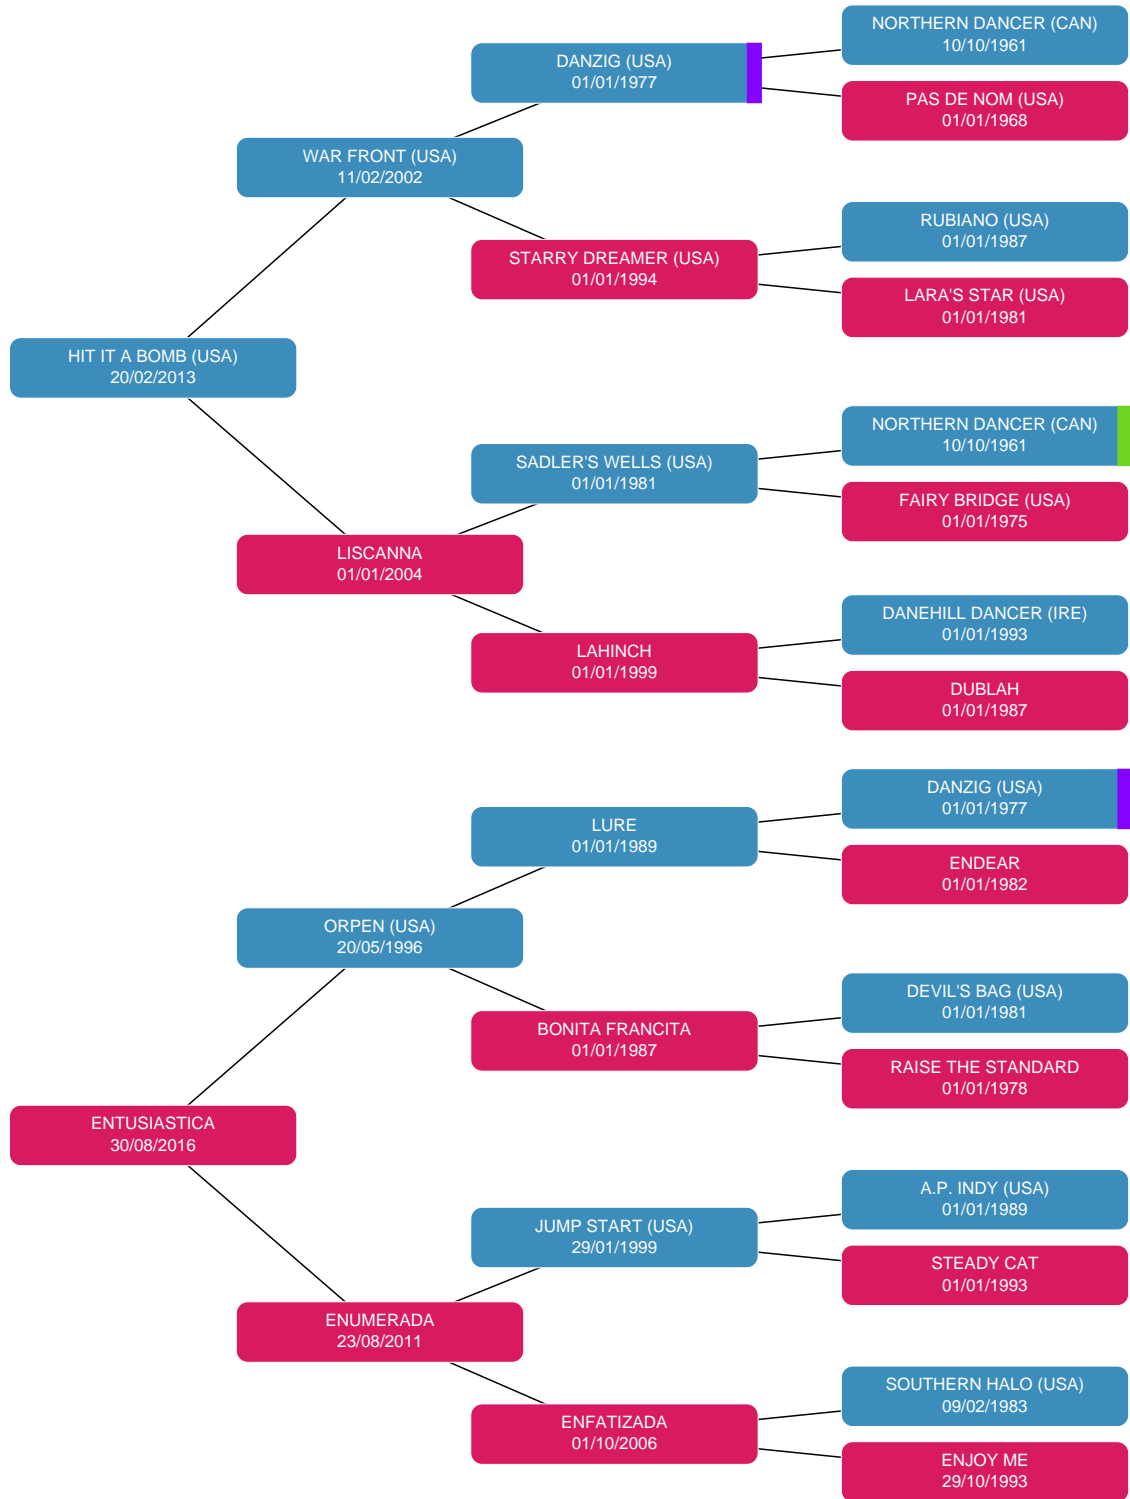 NORTHERN DANCER (CAN)
10/10/1961
DANZIG (USA)
01/01/1977
PAS DE NOM (USA)
01/01/1968
WAR FRONT (USA)
11/02/2002
RUBIANO (USA)
01/01/1987
STARRY DREAMER (USA)
01/01/1994
LARA'S STAR (USA)
01/01/1981
HIT IT A BOMB (USA)
20/02/2013
NORTHERN DANCER (CAN)
10/10/1961
SADLER'S WELLS (USA)
01/01/1981
FAIRY BRIDGE (USA)
01/01/1975
LISCANNA
01/01/2004
DANEHILL DANCER (IRE)
01/01/1993
LAHINCH
01/01/1999
DUBLAH
01/01/1987
DANZIG (USA)
01/01/1977
LURE
01/01/1989
ENDEAR
01/01/1982
ORPEN (USA)
20/05/1996
DEVIL'S BAG (USA)
01/01/1981
BONITA FRANCITA
01/01/1987
RAISE THE STANDARD
01/01/1978
ENTUSIASTICA
30/08/2016
A.P. INDY (USA)
01/01/1989
JUMP START (USA)
29/01/1999
STEADY CAT
01/01/1993
ENUMERADA
23/08/2011
SOUTHERN HALO (USA)
09/02/1983
ENFATIZADA
01/10/2006
ENJOY ME
29/10/1993